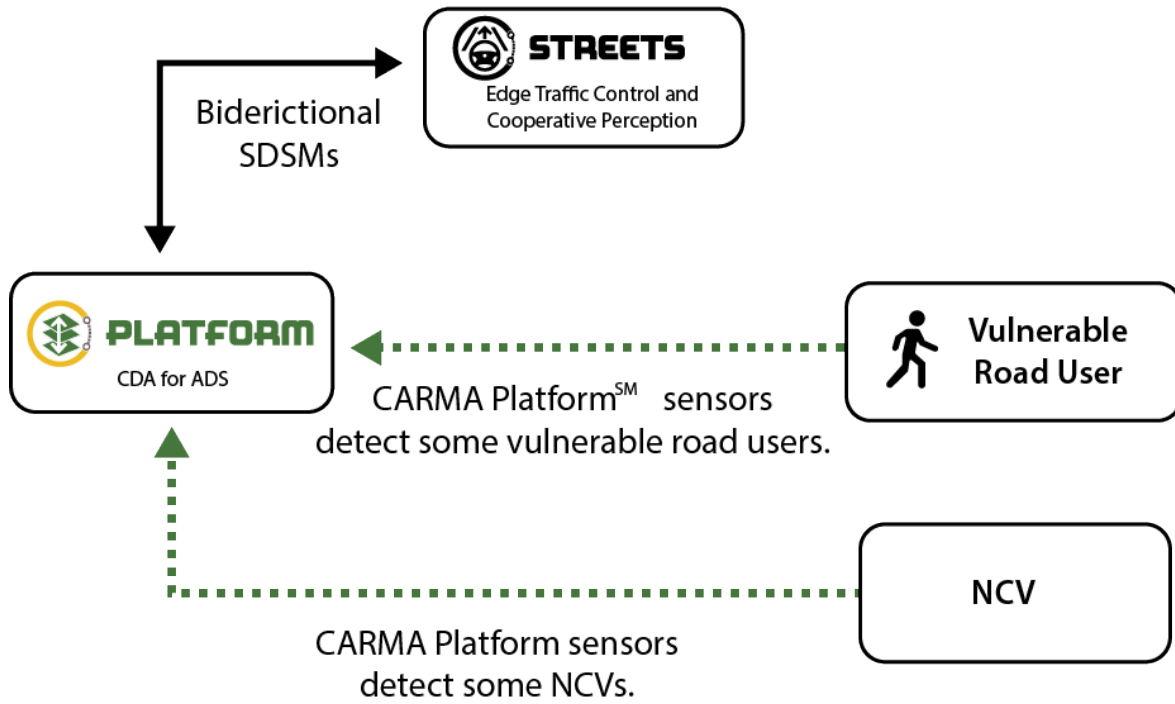 STREETS
Edge Traffic Control and
Cooperative Perception
Biderictional
SDSMs
PLATFORM
CDA for ADS
Vulnerable
Road User
CARMA Platform℠ sensors
detect some vulnerable road users.
NCV
CARMA Platform sensors
detect some NCVs.